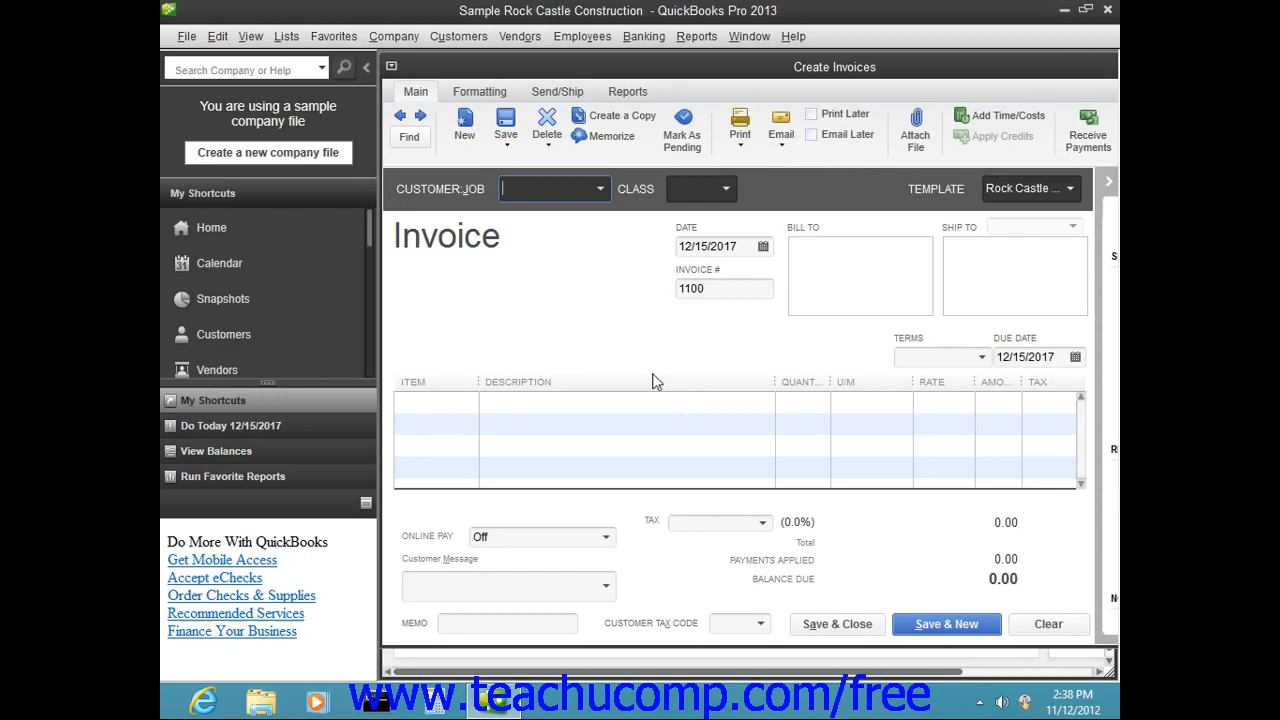 Sample Rock Castle Construction - QuickBooks Pro 2013
File Edit View Lists Favorites Company Customers Vendors Employees Banking Reports Window Help
Search Company or Help
Create Invoices
You are using a sample
company file
Create a new company file
Main Formatting Send/Ship Reports
Find
New
Save
Delete
Create a Copy
Memorize
Mark As
Pending
Print
Email
Print Later
Email Later
Attach
File
Add Time/Costs
Apply Credits
Receive
Payments
My Shortcuts
Home
31
Calendar
Snapshots
Customers
Vendors
My Shortcuts
Do Today 12/15/2017
View Balances
Run Favorite Reports
Do More With QuickBooks
Get Mobile Access
Accept eChecks
Order Checks & Supplies
Recommended Services
Finance Your Business
CUSTOMER:JOB CLASS TEMPLATE Rock Castle ...
Invoice
DATE
12/15/2017
INVOICE #
1100
BILL TO
SHIP TO
TERMS
DUE DATE
12/15/2017
ITEM DESCRIPTION QUANT... U/M RATE AMO... TAX
TAX (0.0%) 0.00
ONLINE PAY Off
Total
Customer Message
PAYMENTS APPLIED 0.00
BALANCE DUE 0.00
MEMO
CUSTOMER TAX CODE
Save & Close
Save & New
Clear
www.teachucomp.com/free
2:38 PM
11/12/2012